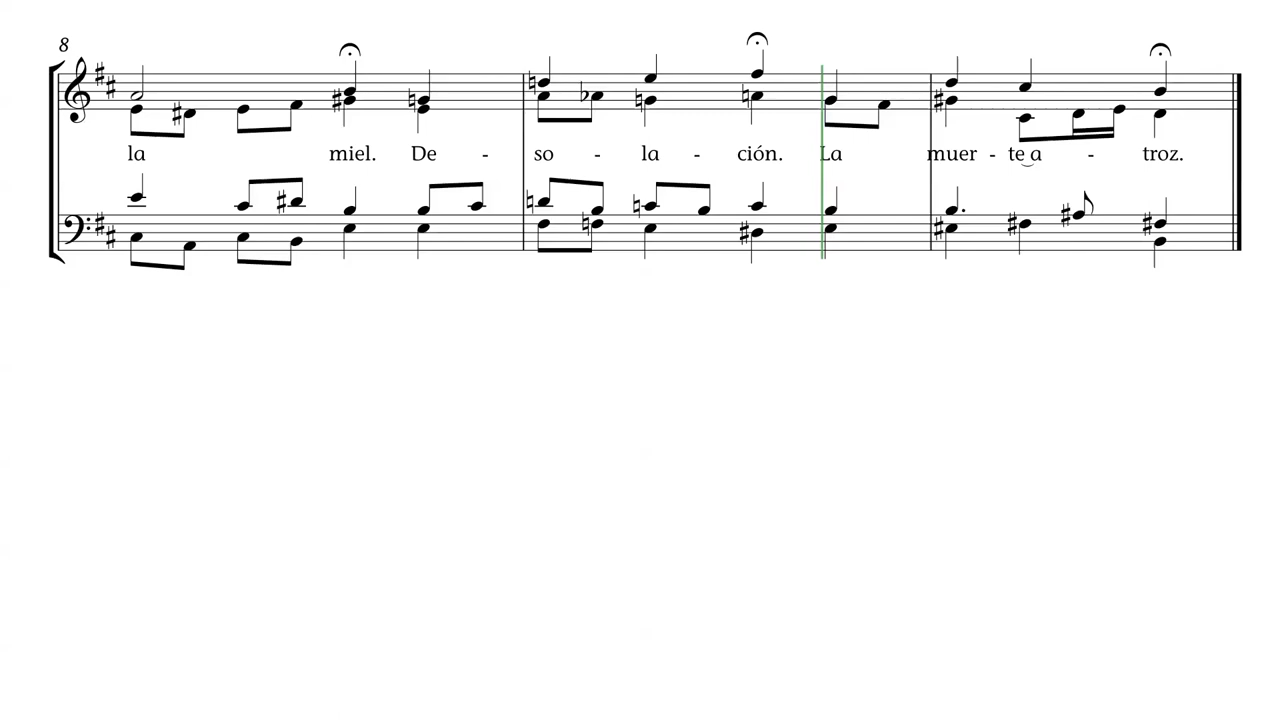 8
la miel. De - so - la - ción. La muer - te a - troz.